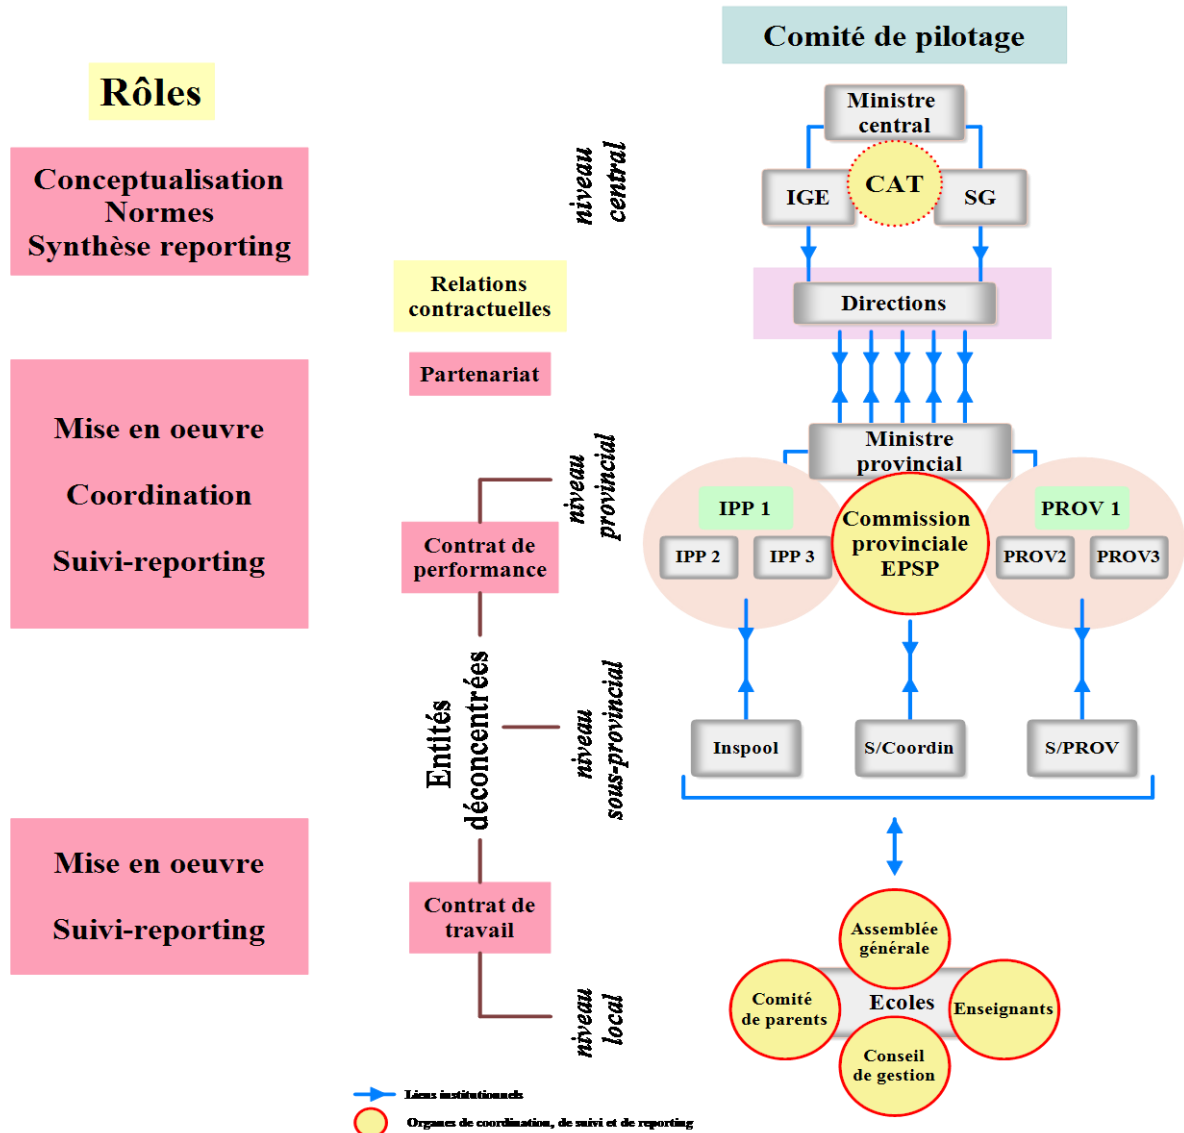 Comité de pilotage
Rôles
Ministre
central
niveau
central
Conceptualisation
Normes
Synthèse reporting
IGE
CAT
SG
Relations
contractuelles
Directions
Partenariat
Mise en oeuvre
Coordination
Suivi-reporting
niveau
provincial
Ministre
provincial
IPP 1
IPP 2
IPP 3
Commission
provinciale
EPSP
PROV 1
PROV2
PROV3
Contrat de
performance
Entités
déconcentrées
niveau
sous-provincial
Inspool
S/Coordin
S/PROV
Mise en oeuvre
Suivi-reporting
Contrat de
travail
niveau
local
Assemblée
générale
Comité
de parents
Ecoles
Enseignants
Conseil
de gestion
Liens institutionnels
Organes de coordination, de suivi et de reporting